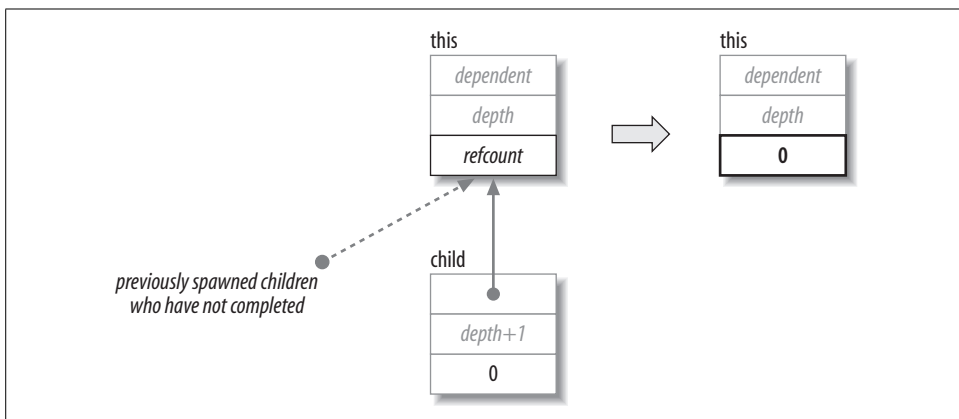 this
dependent
depth
refcount
this
dependent
depth
0
previously spawned children
who have not completed
child
depth+1
0